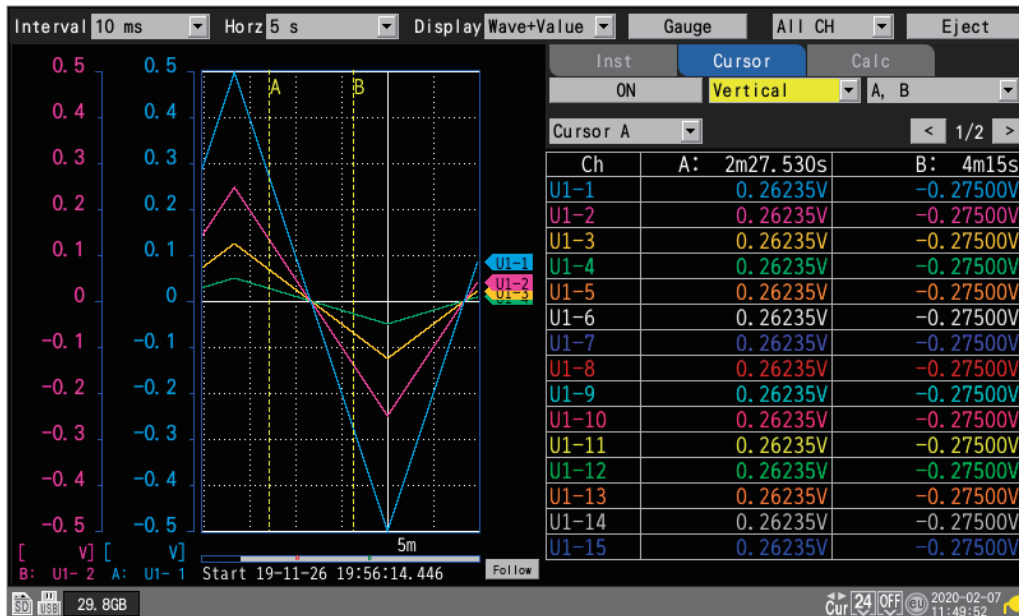 Interval 10 ms Horz 5 s Display Wave+Value Gauge All CH Eject
Inst Cursor Calc
ON Vertical A, B
Cursor A < 1/2 >
Ch A: 2m27.530s B: 4m15s
U1-1 0.26235V -0.27500V
U1-2 0.26235V -0.27500V
U1-3 0.26235V -0.27500V
U1-4 0.26235V -0.27500V
U1-5 0.26235V -0.27500V
U1-6 0.26235V -0.27500V
U1-7 0.26235V -0.27500V
U1-8 0.26235V -0.27500V
U1-9 0.26235V -0.27500V
U1-10 0.26235V -0.27500V
U1-11 0.26235V -0.27500V
U1-12 0.26235V -0.27500V
U1-13 0.26235V -0.27500V
U1-14 0.26235V -0.27500V
U1-15 0.26235V -0.27500V
0.5 0.5
A B
0.4 0.4
0.3 0.3
0.2 0.2
0.1 0.1
U1-1
U1-2
U1-3
0 0
-0.1 -0.1
-0.2 -0.2
-0.3 -0.3
-0.4 -0.4
-0.5 -0.5
5m
[ V] [ V]
B: U1- 2 A: U1- 1 Start 19-11-26 19:56:14.446 Follow
SD USB 29.8GB Cur 24 OFF eu 2020-02-07
11:49:52